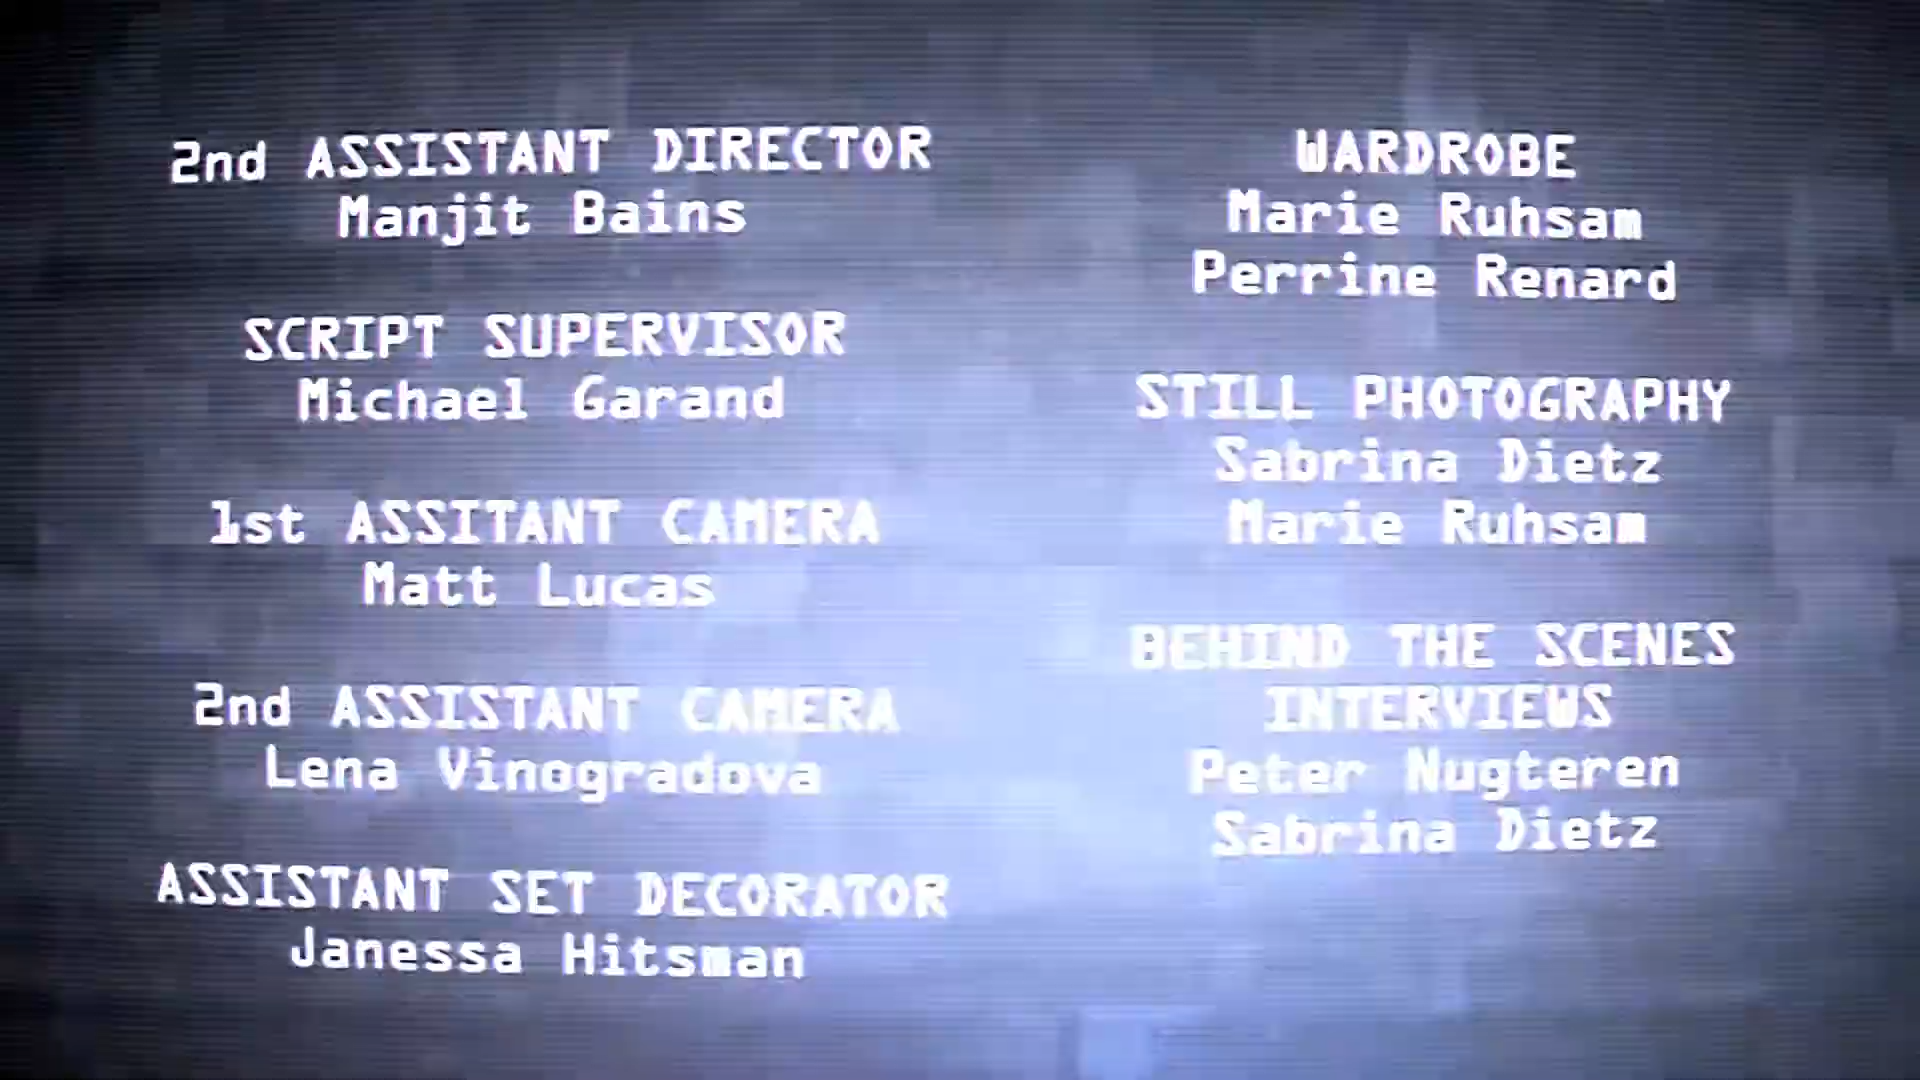 2nd ASSISTANT DIRECTOR
Manjit Bains
SCRIPT SUPERVISOR
Michael Garand
1st ASSITANT CAMERA
Matt Lucas
2nd ASSISTANT CAMERA
Lena Vinogradova
ASSISTANT SET DECORATOR
Janessa Hitsman
WARDROBE
Marie Ruhsam
Perrine Renard
STILL PHOTOGRAPHY
Sabrina Dietz
Marie Ruhsam
BEHIND THE SCENES
INTERVIEWS
Peter Nugteren
Sabrina Dietz